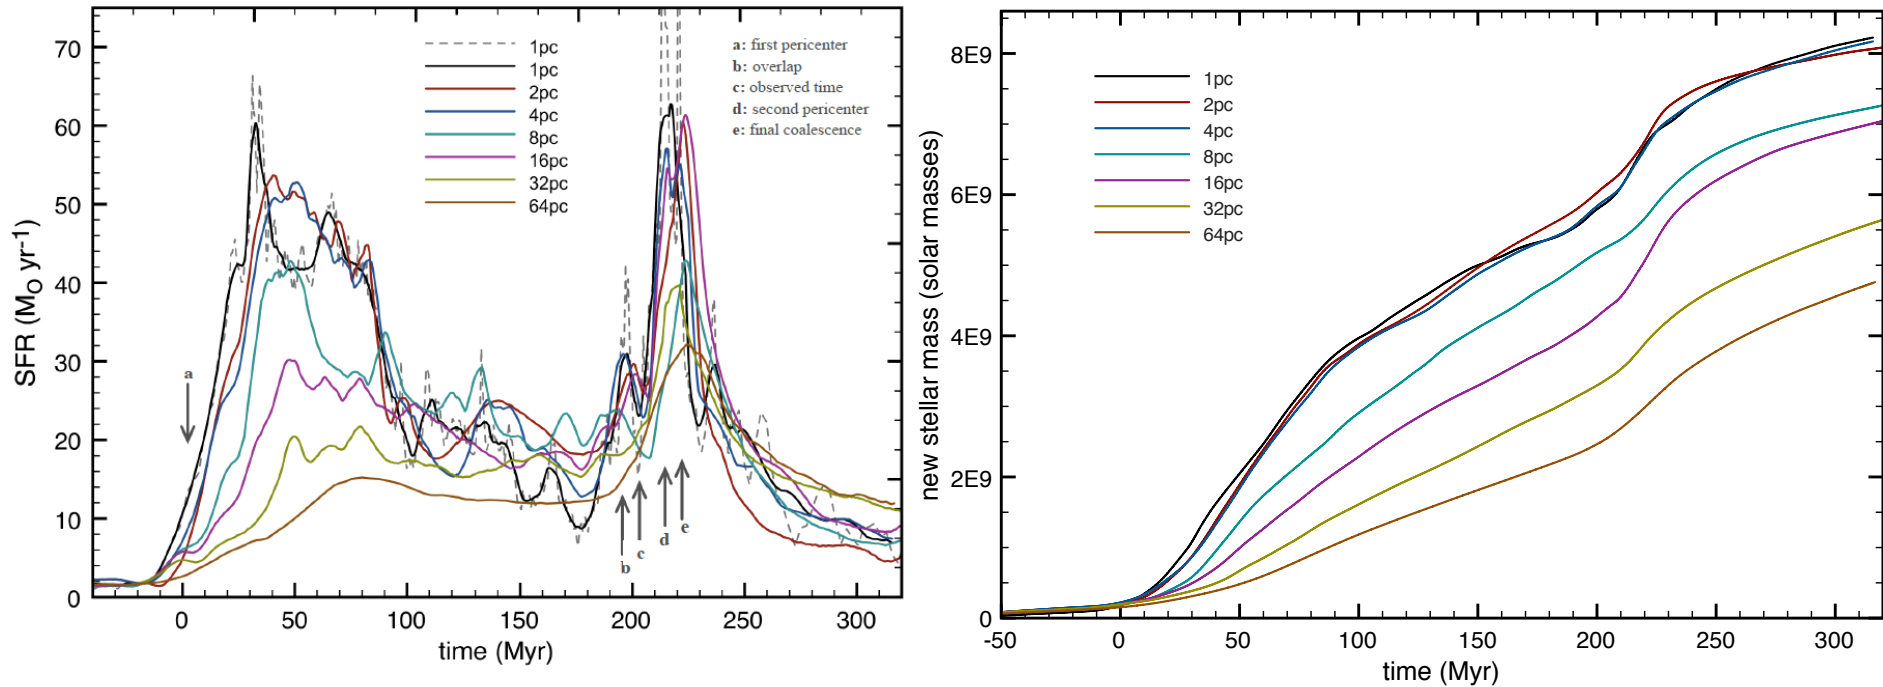 70
60
50
40
30
20
10
0
SFR (M_O yr⁻¹)
1pc
1pc
2pc
4pc
8pc
16pc
32pc
64pc
a: first pericenter
b: overlap
c: observed time
d: second pericenter
e: final coalescence
a
b
c
d
e
0 50 100 150 200 250 300
time (Myr)
8E9
6E9
4E9
2E9
0
new stellar mass (solar masses)
1pc
2pc
4pc
8pc
16pc
32pc
64pc
-50 0 50 100 150 200 250 300
time (Myr)